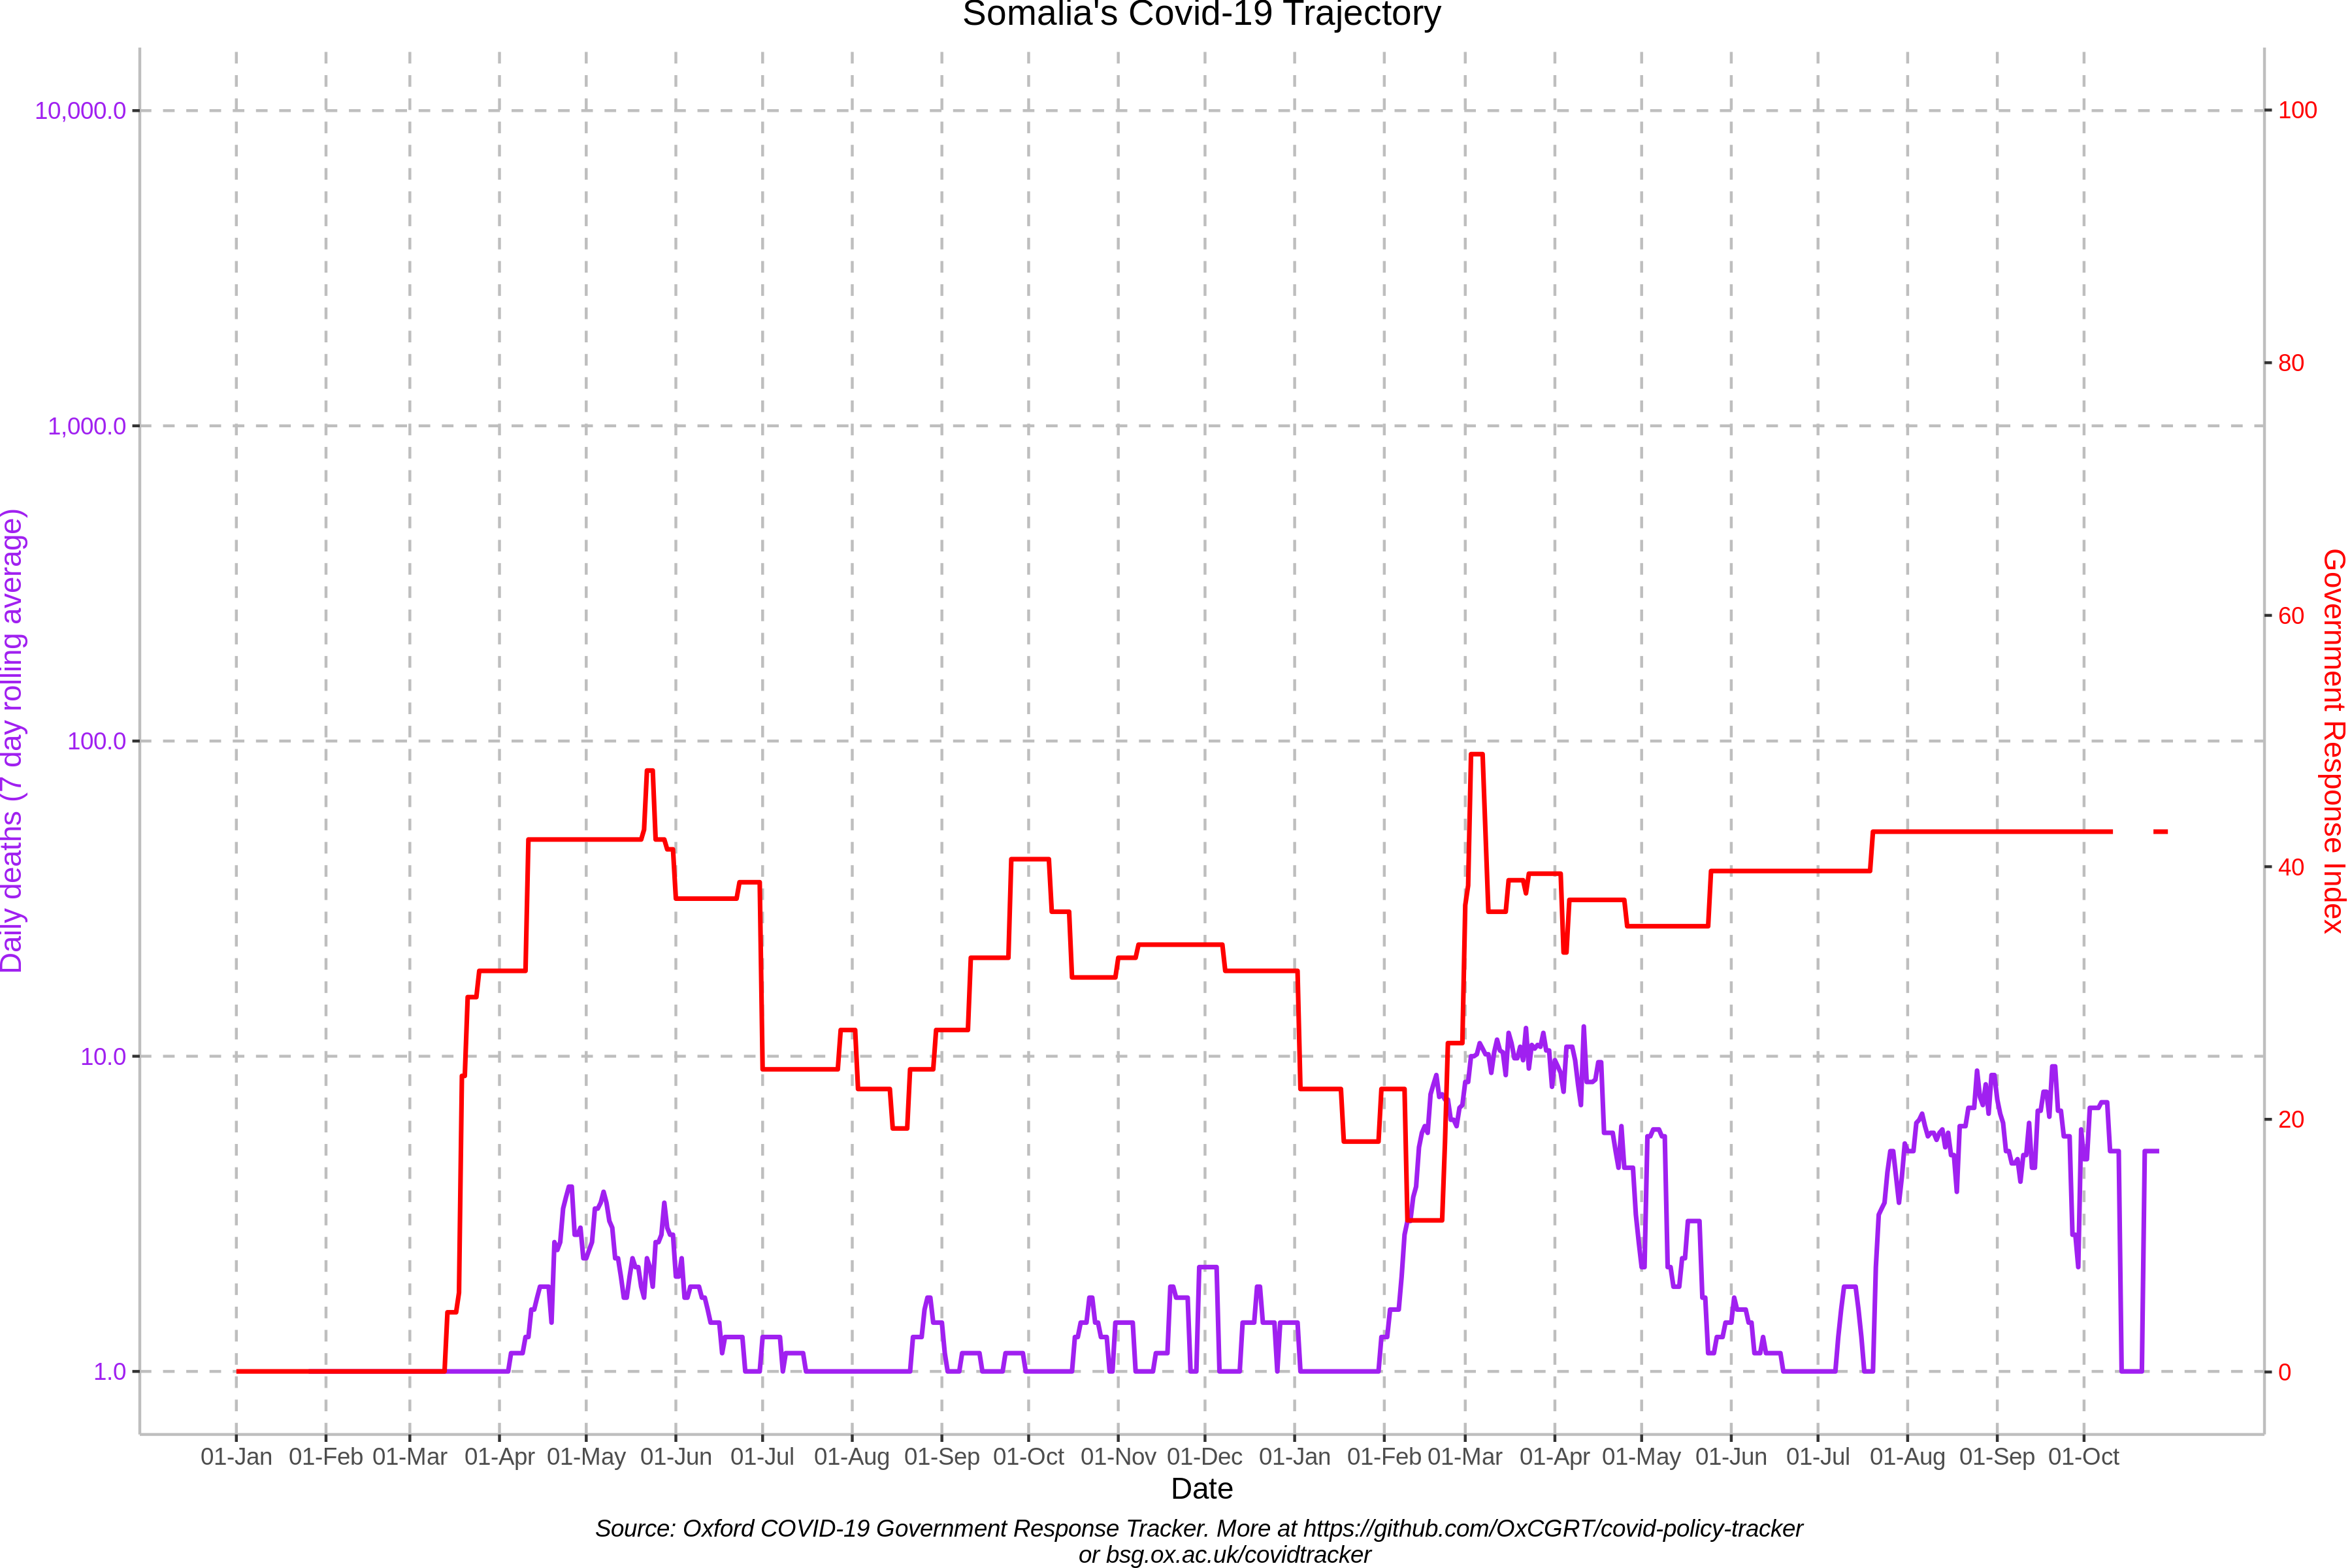 Somalia's Covid-19 Trajectory
10,000.0
1,000.0
100.0
10.0
1.0
Daily deaths (7 day rolling average)
100
80
60
40
20
0
Government Response Index
01-Jan 01-Feb 01-Mar 01-Apr 01-May 01-Jun 01-Jul 01-Aug 01-Sep 01-Oct 01-Nov 01-Dec 01-Jan 01-Feb 01-Mar 01-Apr 01-May 01-Jun 01-Jul 01-Aug 01-Sep 01-Oct
Date
Source: Oxford COVID-19 Government Response Tracker. More at https://github.com/OxCGRT/covid-policy-tracker
or bsg.ox.ac.uk/covidtracker